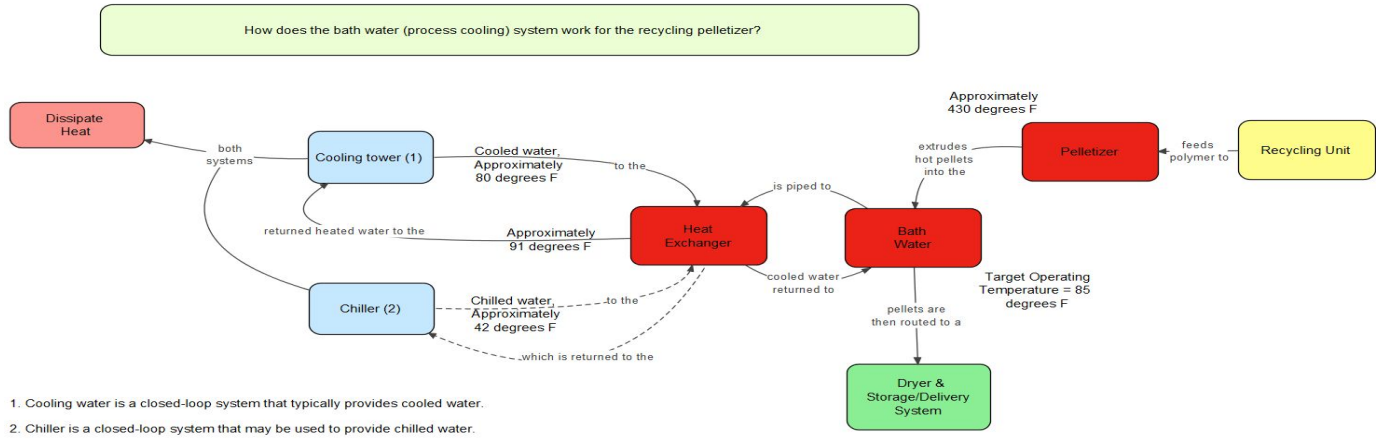 How does the bath water (process cooling) system work for the recycling pelletizer?
Dissipate
Heat
both
systems
Cooling tower (1)
Cooled water,
Approximately
80 degrees F
to the
returned heated water to the
Approximately
91 degrees F
Heat
Exchanger
Chiller (2)
Chilled water,
Approximately
42 degrees F
to the
which is returned to the
is piped to
cooled water
returned to
Bath
Water
Target Operating
Temperature = 85
degrees F
extrudes
hot pellets
into the
Approximately
430 degrees F
Pelletizer
feeds
polymer to
Recycling Unit
pellets are
then routed to a
Dryer &
Storage/Delivery
System
1. Cooling water is a closed-loop system that typically provides cooled water.
2. Chiller is a closed-loop system that may be used to provide chilled water.